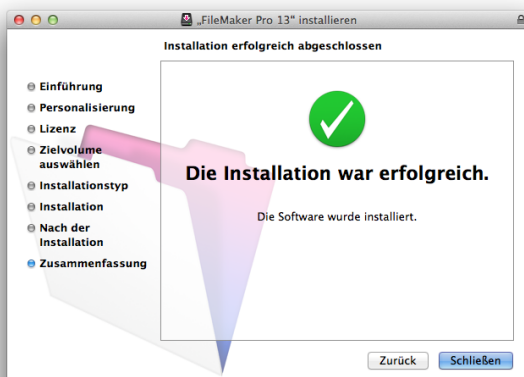 „FileMaker Pro 13“ installieren
Installation erfolgreich abgeschlossen
Einführung
Personalisierung
Lizenz
Zielvolume
auswählen
Installationstyp
Installation
Nach der
Installation
Zusammenfassung
Die Installation war erfolgreich.
Die Software wurde installiert.
Zurück
Schließen